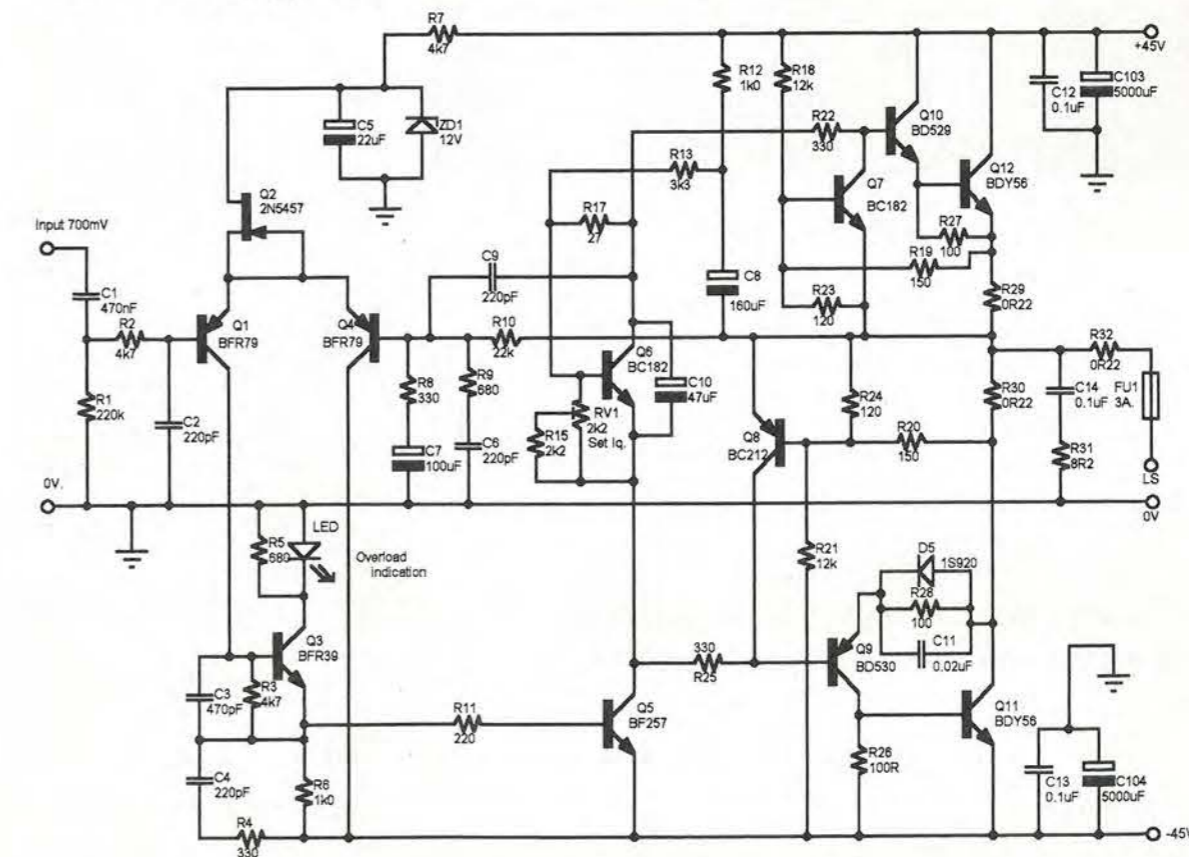 R7
4k7
+45V
R12
1k0
R18
12k
C12
0.1uF
C103
5000uF
C5
22uF
ZD1
12V
R22
330
Q10
BD529
R13
3k3
Q2
2N5457
Q7
BC182
Q12
BDY56
Input 700mV
R17
27
R27
100
R19
150
C9
220pF
C8
160uF
C1
470nF
R23
120
R29
0R22
R2
4k7
Q1
BFR79
Q4
BFR79
R10
22k
Q6
BC182
R32
0R22
R8
330
R9
680
C10
47uF
R24
120
R30
0R22
C14
0.1uF
FU1
3A.
R1
220k
C2
220pF
RV1
2k2
Set Iq.
R15
2k2
Q8
BC212
R20
150
C7
100uF
C6
220pF
R31
8R2
LS
0V.
0V
LED
R5
680
Overload
indication
R21
12k
D5
1S920
R28
100
C11
0.02uF
Q3
BFR39
330
R25
Q9
BD530
C3
470pF
R3
4k7
R11
220
Q5
BF257
Q11
BDY56
R26
100R
C4
220pF
R6
1k0
C13
0.1uF
C104
5000uF
R4
330
-45V